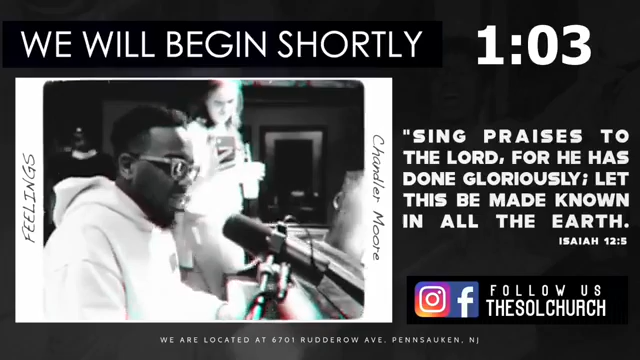 WE WILL BEGIN SHORTLY
1:03
FEELINGS
Chandler Moore
"SING PRAISES TO
THE LORD, FOR HE HAS
DONE GLORIOUSLY; LET
THIS BE MADE KNOWN
IN ALL THE EARTH.
ISAIAH 12:5
FOLLOW US
THESOLCHURCH
WE ARE LOCATED AT 6701 RUDDEROW AVE. PENNSAUKEN, NJ